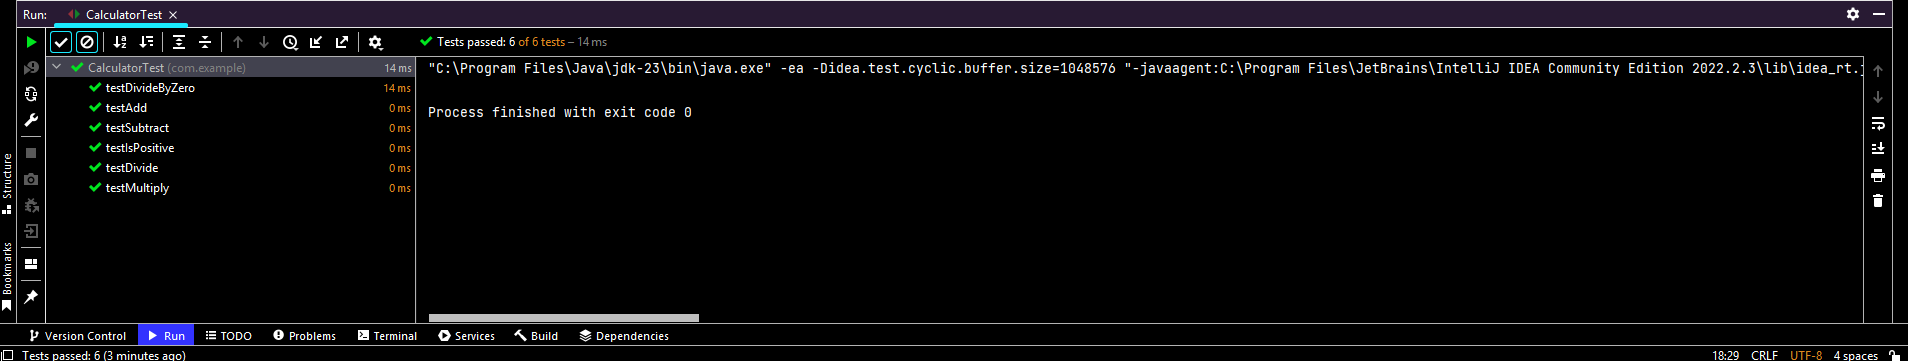 Run: CalculatorTest
Tests passed: 6 of 6 tests – 14 ms
CalculatorTest (com.example) 14 ms
testDivideByZero 14 ms
testAdd 0 ms
testSubtract 0 ms
testIsPositive 0 ms
testDivide 0 ms
testMultiply 0 ms
"C:\Program Files\Java\jdk-23\bin\java.exe" -ea -Didea.test.cyclic.buffer.size=1048576 "-javaagent:C:\Program Files\JetBrains\IntelliJ IDEA Community Edition 2022.2.3\lib\idea_rt.
Process finished with exit code 0
Structure
Bookmarks
Version Control Run TODO Problems Terminal Services Build Dependencies
Tests passed: 6 (3 minutes ago) 18:29 CRLF UTF-8 4 spaces